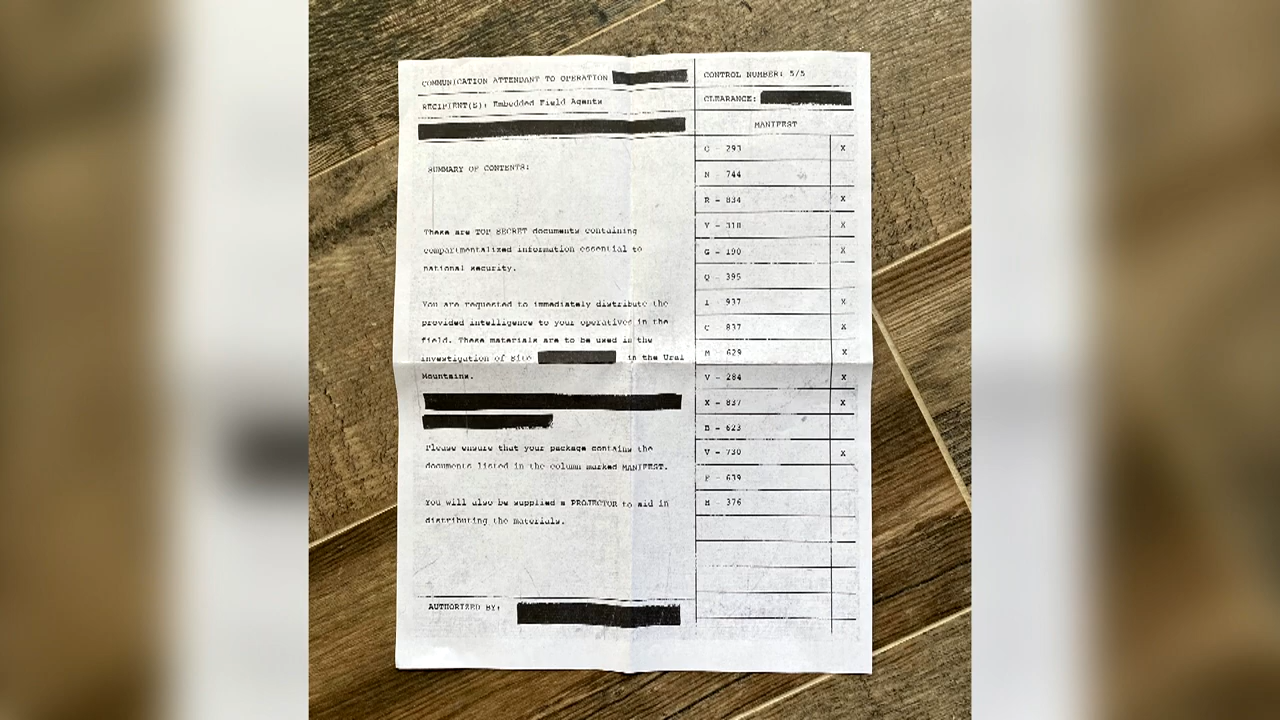 COMMUNICATION ATTENDANT TO OPERATION
RECIPIENT(S): Embedded Field Agents
SUMMARY OF CONTENTS:
These are TOP SECRET documents containing
compartmentalized information essential to
national security.
You are requested to immediately distribute the
provided intelligence to your operatives in the
field. These materials are to be used in the
investigation of Site in the Ural
Mountains.
Please ensure that your package contains the
documents listed in the column marked MANIFEST.
You will also be supplied a PROJECTOR to aid in
distributing the materials.
AUTHORIZED BY:
CONTROL NUMBER: 5/5
CLEARANCE:
MANIFEST
O - 293 X
N - 744
R - 834 X
V - 318 X
G - 190 X
Q - 395
I - 937 X
C - 837 X
M - 629 X
V - 284 X
X - 837 X
B - 623
V - 730 X
F - 639
H - 376